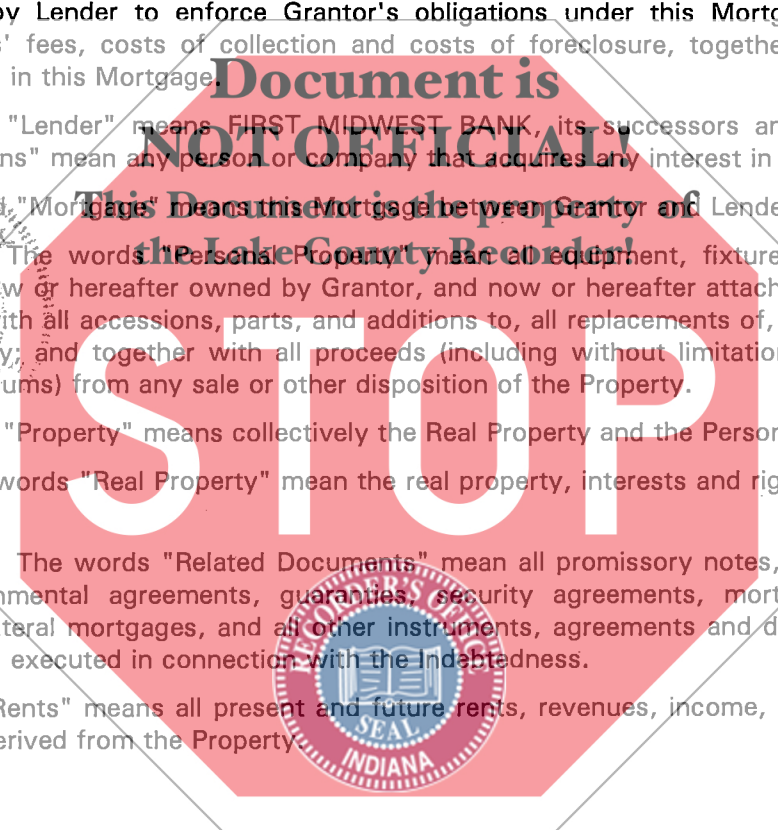 by Lender to enforce Grantor's obligations under this Mortg
s' fees, costs of collection and costs of foreclosure, togethe
in this Mortgage.
Document is
"Lender" means FIRST MIDWEST BANK, its successors an
NOT OFFICIAL!
ns" mean any person or company that acquires any interest in
This Document is the property of
"Mortgage" means this Mortgage between Grantor and Lende
the Lake County Recorder!
The words "Personal Property" mean all equipment, fixture
w or hereafter owned by Grantor, and now or hereafter attach
ith all accessions, parts, and additions to, all replacements of,
y; and together with all proceeds (including without limitation
ums) from any sale or other disposition of the Property.
STOP
"Property" means collectively the Real Property and the Person
words "Real Property" mean the real property, interests and rig
The words "Related Documents" mean all promissory notes,
nmental agreements, guaranties, security agreements, mort
teral mortgages, and all other instruments, agreements and d
executed in connection with the Indebtedness.
Rents" means all present and future rents, revenues, income,
erived from the Property.
RECORDER'S OFFICE
SEAL
INDIANA